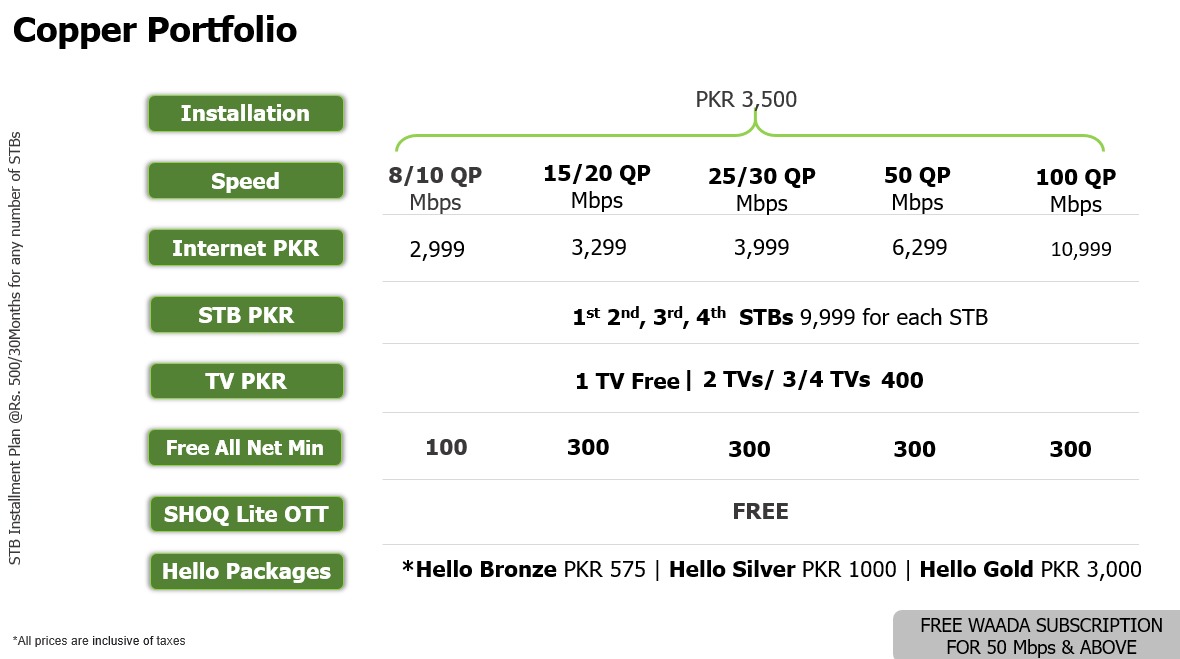 Copper Portfolio
STB Installment Plan @Rs. 500/30Months for any number of STBs
Installation
PKR 3,500
Speed
8/10 QP 15/20 QP 25/30 QP 50 QP 100 QP
Mbps Mbps Mbps Mbps Mbps
Internet PKR 2,999 3,299 3,999 6,299 10,999
STB PKR 1st 2nd, 3rd, 4th STBs 9,999 for each STB
TV PKR 1 TV Free | 2 TVs/ 3/4 TVs 400
Free All Net Min 100 300 300 300 300
SHOQ Lite OTT FREE
Hello Packages *Hello Bronze PKR 575 | Hello Silver PKR 1000 | Hello Gold PKR 3,000
*All prices are inclusive of taxes
FREE WAADA SUBSCRIPTION
FOR 50 Mbps & ABOVE